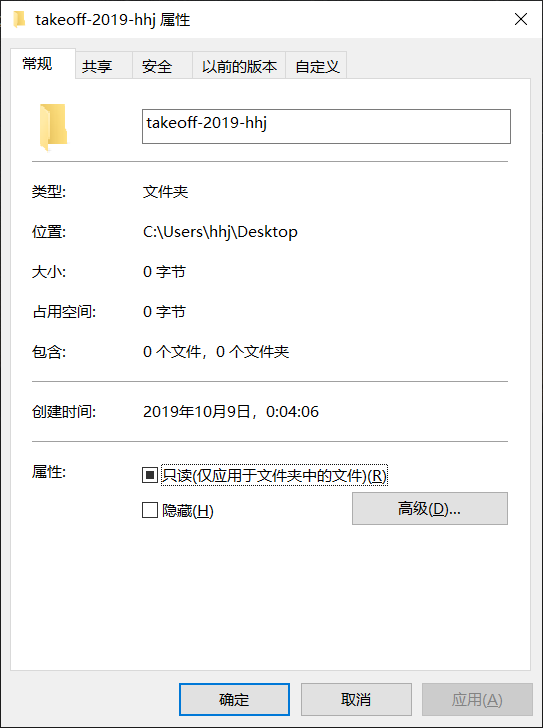 takeoff-2019-hhj 属性
常规 共享 安全 以前的版本 自定义
takeoff-2019-hhj
类型: 文件夹
位置: C:\Users\hhj\Desktop
大小: 0 字节
占用空间: 0 字节
包含: 0 个文件，0 个文件夹
创建时间: 2019年10月9日，0:04:06
属性: 只读(仅应用于文件夹中的文件)(R)
隐藏(H) 高级(D)...
确定 取消 应用(A)